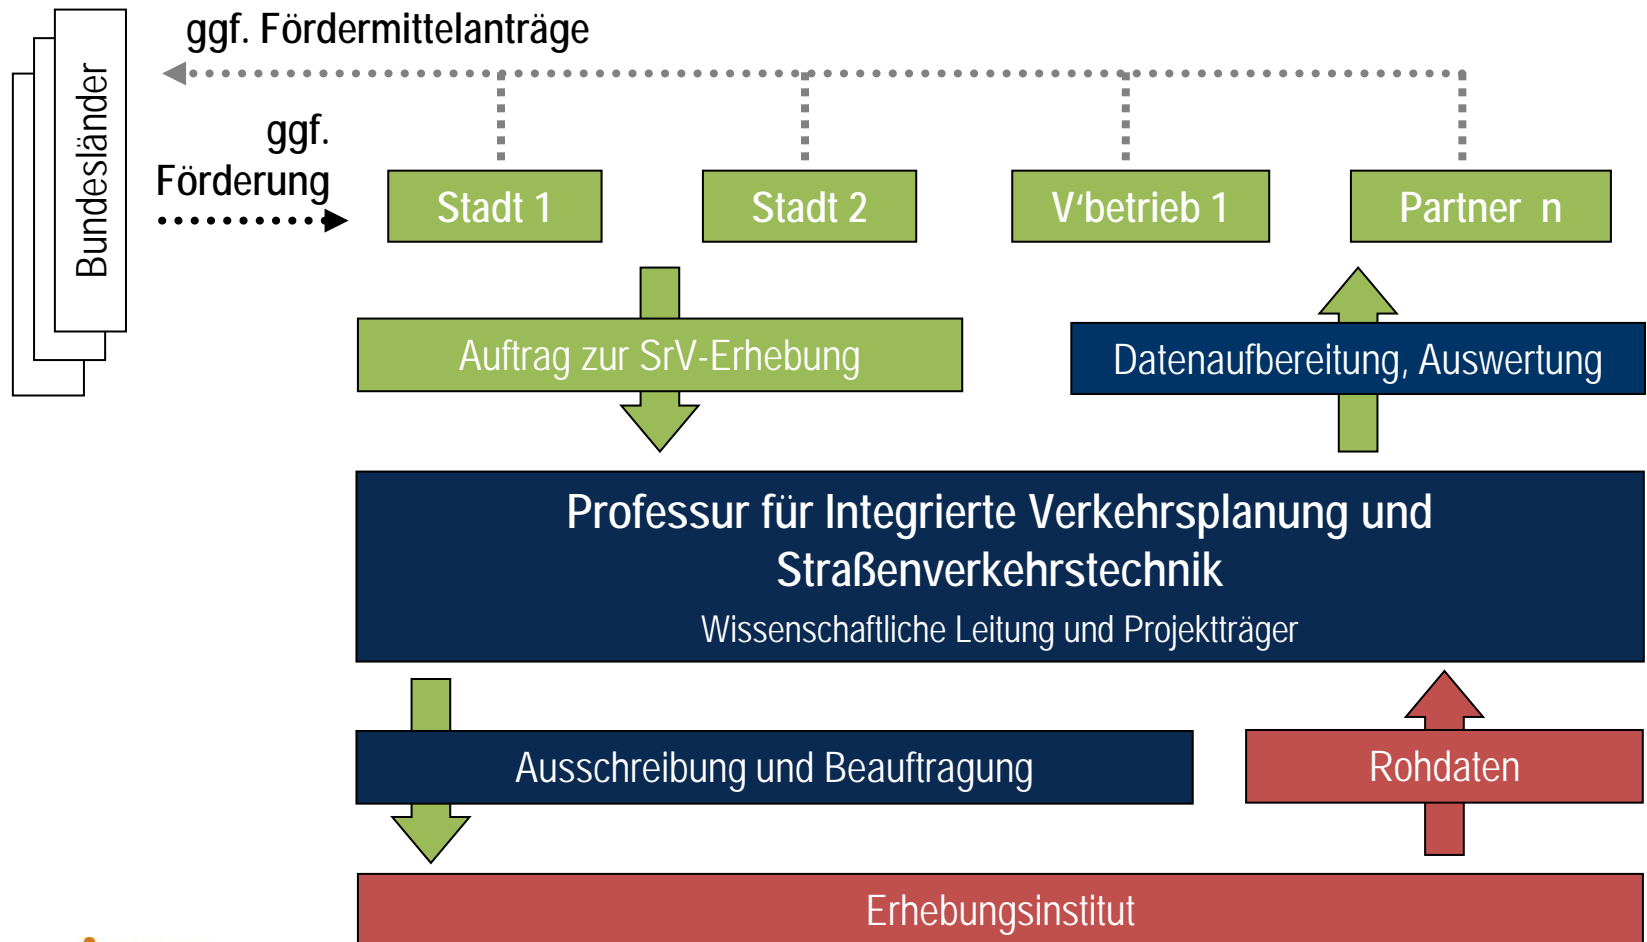 ggf. Fördermittelanträge
Bundesländer
ggf.
Förderung
Stadt 1
Stadt 2
V'betrieb 1
Partner n
Auftrag zur SrV-Erhebung
Datenaufbereitung, Auswertung
Professur für Integrierte Verkehrsplanung und
Straßenverkehrstechnik
Wissenschaftliche Leitung und Projektträger
Ausschreibung und Beauftragung
Rohdaten
Erhebungsinstitut